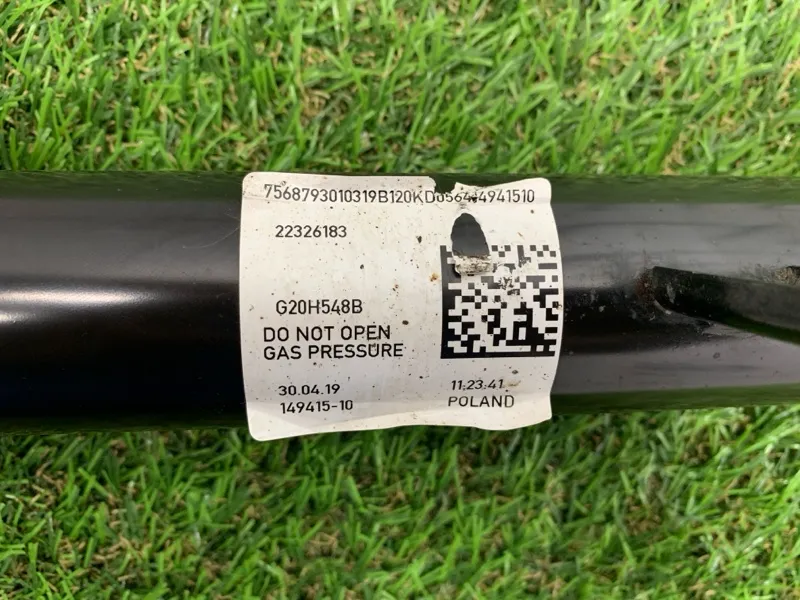 7568793010319B120KD05644941510
22326183
G20H548B
DO NOT OPEN
GAS PRESSURE
30.04.19
11:23:41
149415-10
POLAND